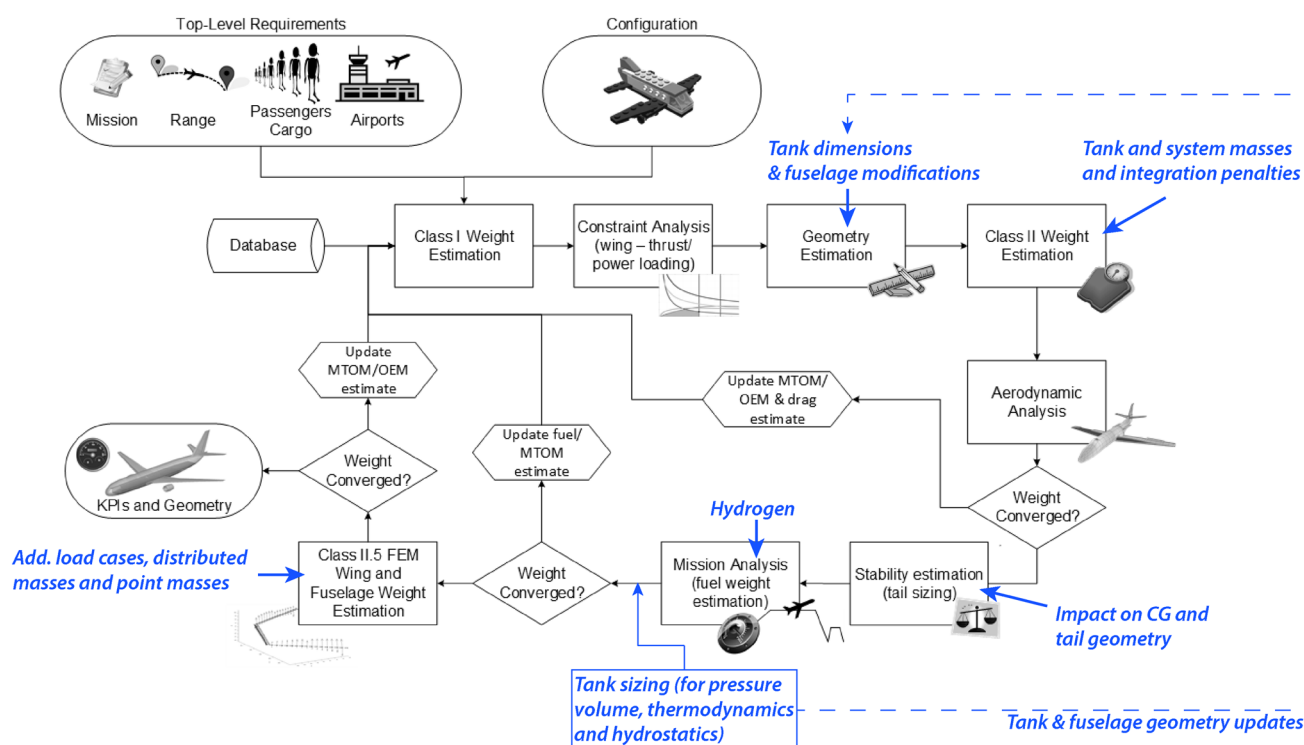 Top-Level Requirements
Configuration
Mission
Range
Passengers
Cargo
Airports
Tank dimensions
& fuselage modifications
Tank and system masses
and integration penalties
Database
Class I Weight
Estimation
Constraint Analysis
(wing – thrust/
power loading)
Geometry
Estimation
Class II Weight
Estimation
Update
MTOM/OEM
estimate
Update fuel/
MTOM
estimate
Update MTOM/
OEM & drag
estimate
Aerodynamic
Analysis
KPIs and Geometry
Weight
Converged?
Weight
Converged?
Hydrogen
Add. load cases, distributed
masses and point masses
Class II.5 FEM
Wing and
Fuselage Weight
Estimation
Weight
Converged?
Mission Analysis
(fuel weight
estimation)
Stability estimation
(tail sizing)
Impact on CG and
tail geometry
Tank sizing (for pressure
volume, thermodynamics
and hydrostatics)
Tank & fuselage geometry updates